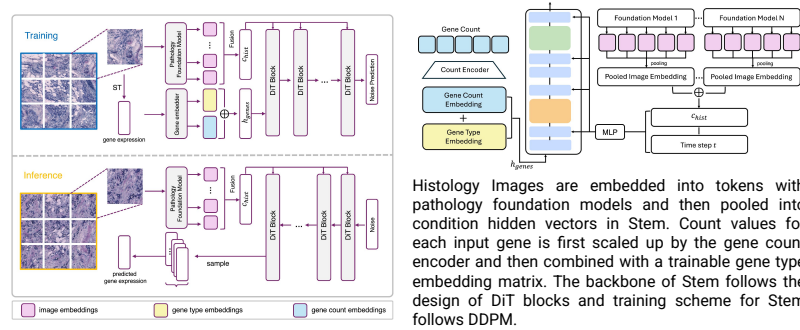 Training
ST
gene expression
Pathology
Foundation Model
Gene embedder
Fusion
c_hist
h_genes
DiT Block
DiT Block
...
DiT Block
Noise Prediction
Inference
predicted
gene expression
Pathology
Foundation Model
Fusion
c_hist
sample
DiT Block
...
DiT Block
DiT Block
Noise
image embeddings
gene type embeddings
gene count embeddings
Gene Count
Count Encoder
Gene Count
Embedding
+
Gene Type
Embedding
h_genes
Foundation Model 1
...
Foundation Model N
pooling
pooling
Pooled Image Embedding
...
Pooled Image Embedding
c_hist
MLP
Time step t
Histology Images are embedded into tokens with
pathology foundation models and then pooled into
condition hidden vectors in Stem. Count values for
each input gene is first scaled up by the gene count
encoder and then combined with a trainable gene type
embedding matrix. The backbone of Stem follows the
design of DiT blocks and training scheme for Stem
follows DDPM.